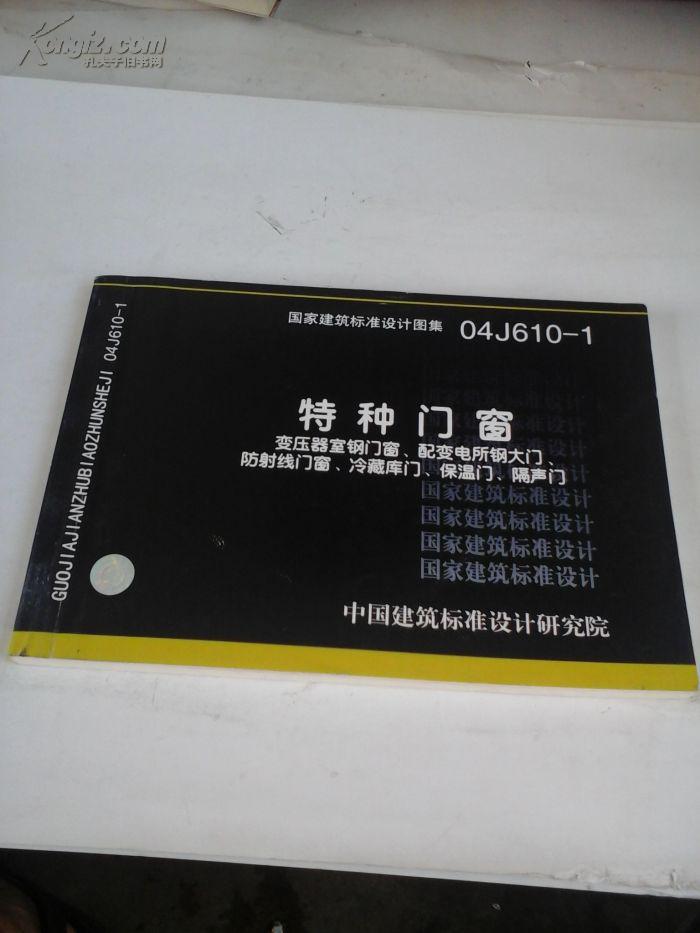 Kongfz.com
孔夫子旧书网
国家建筑标准设计图集 04J610-1
特种门窗
变压器室钢门窗、配变电所钢大门、
防射线门窗、冷藏库门、保温门、隔声门
国家建筑标准设计
国家建筑标准设计
国家建筑标准设计
国家建筑标准设计
中国建筑标准设计研究院
GUOJIAJIANZHUBIAOZHUNSHEJI 04J610-1